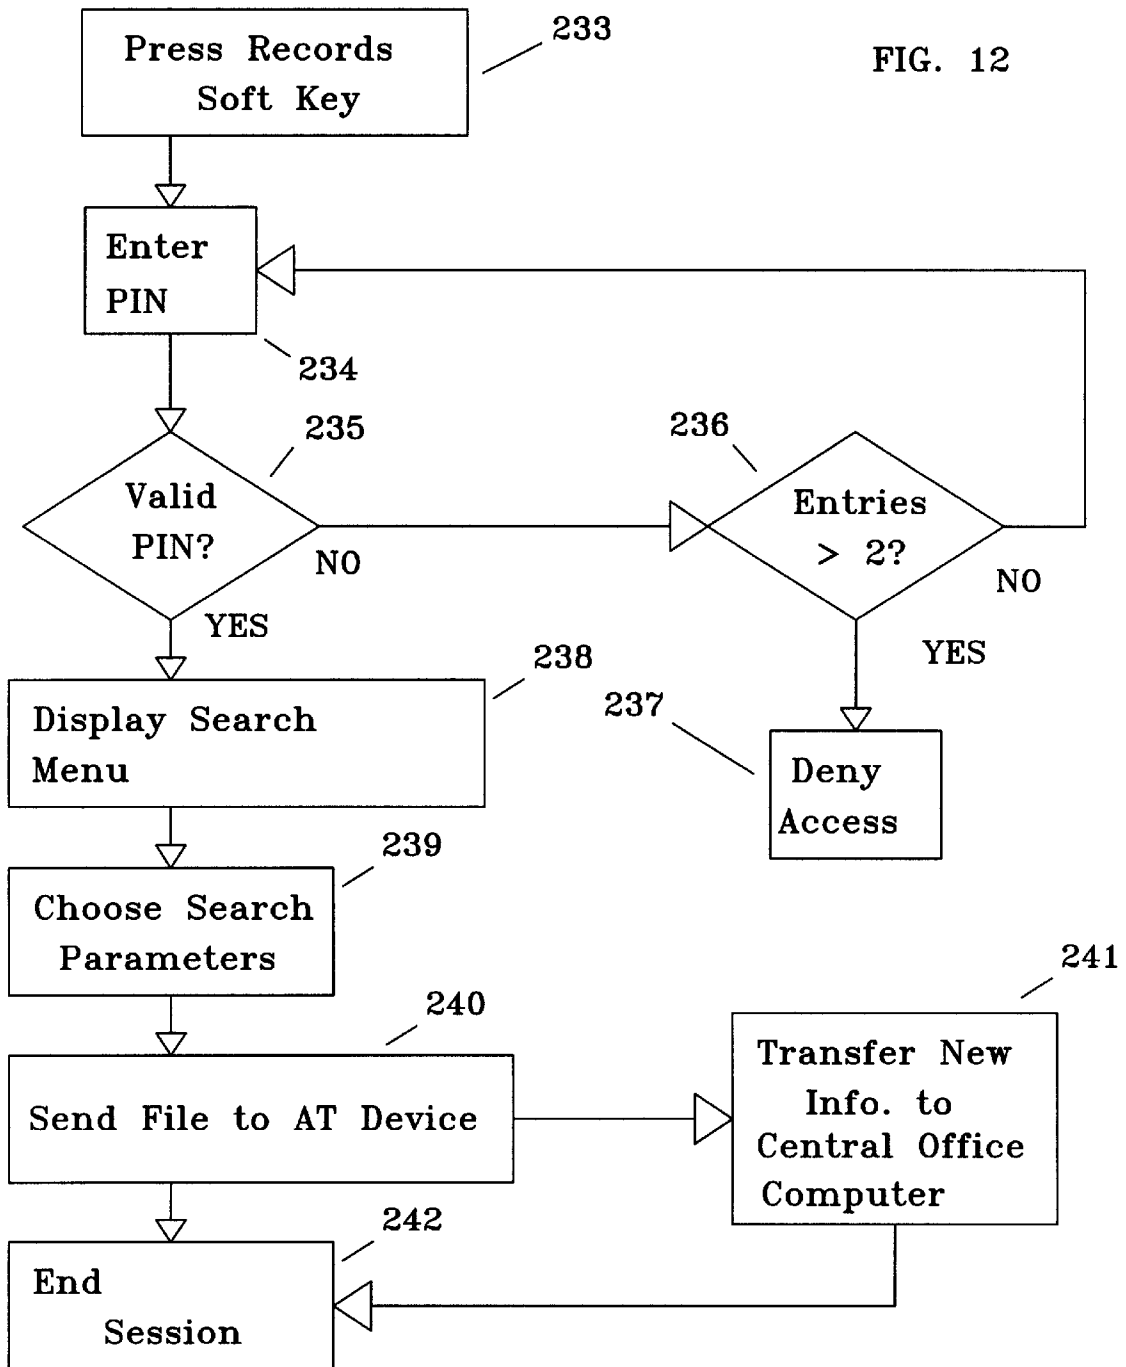 Press Records
Soft Key
233
FIG. 12
Enter
PIN
234
235
Valid
PIN?
NO
YES
236
Entries
> 2?
NO
YES
237
Deny
Access
238
Display Search
Menu
239
Choose Search
Parameters
240
Send File to AT Device
241
Transfer New
Info. to
Central Office
Computer
242
End
Session